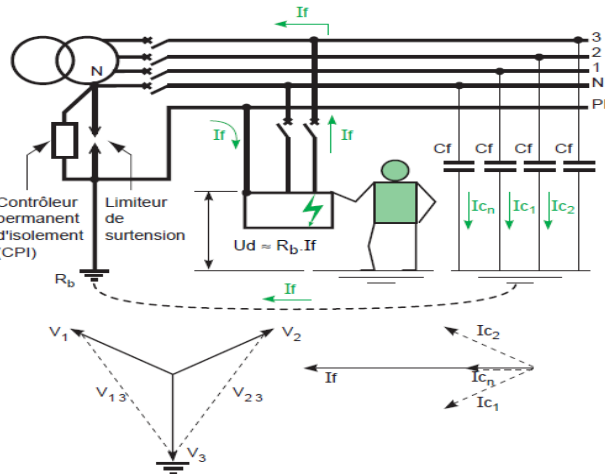 If
3
2
1
N
N
If
If
Cf
Cf
Cf
Cf
Contrôleur
permanent
d'isolement
(CPI)
Limiteur
de
surtension
Ud ≈ Rb.If
Icn
Ic1
Ic2
Rb
If
V1
V2
V13
V23
V3
If
Ic2
Icn
Ic1